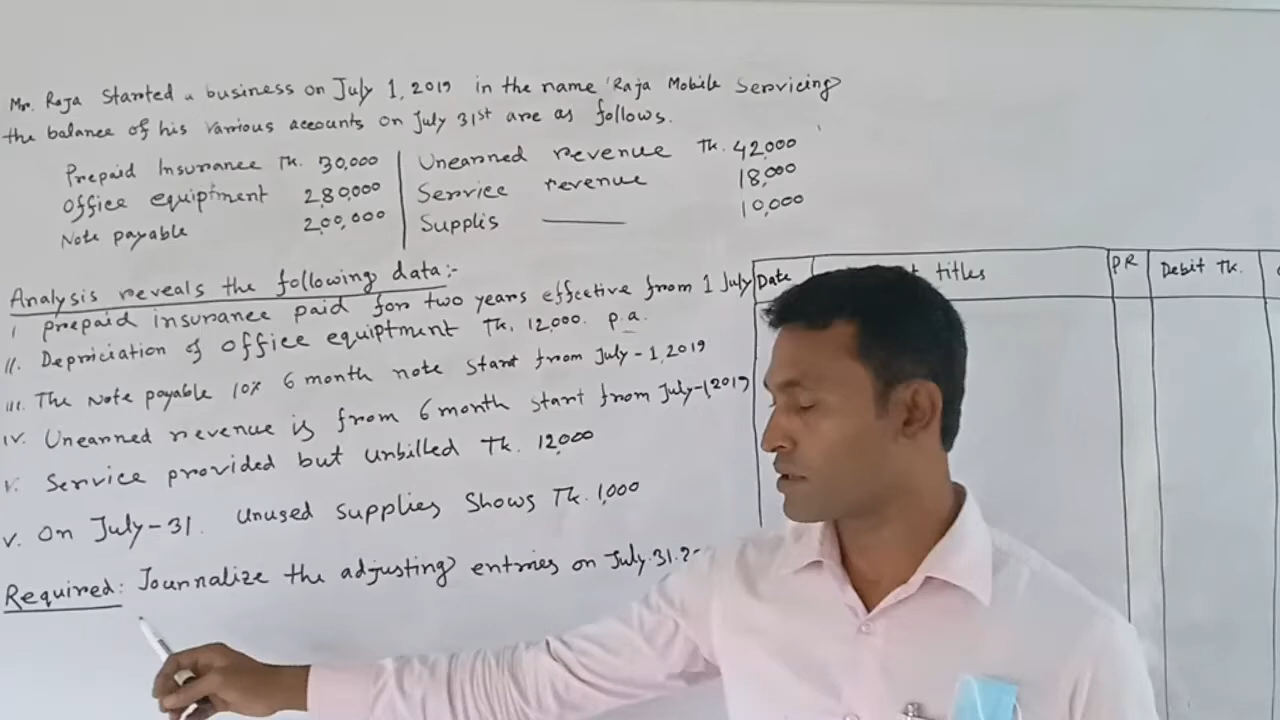 Mr. Raja Started a business on July 1, 2019 in the name 'Raja Mobile Servicing
the balance of his Various accounts on July 31st are as follows.
Prepaid Insurance Tk. 30,000 | Unearned revenue Tk. 42,000
Office equiptment 280,000 | Service revenue 18,000
Note payable 200,000 | Supplis 10,000
Analysis reveals the following data:-
I prepaid insurance paid for two years effective from 1 July
II. Depriciation of office equiptment Tk. 12,000. p.a.
III. The Note payable 10% 6 month note Start from July-1,2019
IV. Unearned revenue is from 6 month start from July-1,2019
V. Service provided but unbilled Tk. 12,000
V. On July-31. Unused supplies Shows Tk. 1,000
Required: Journalize the adjusting entries on July.31.2
Date titles PR Debit Tk.